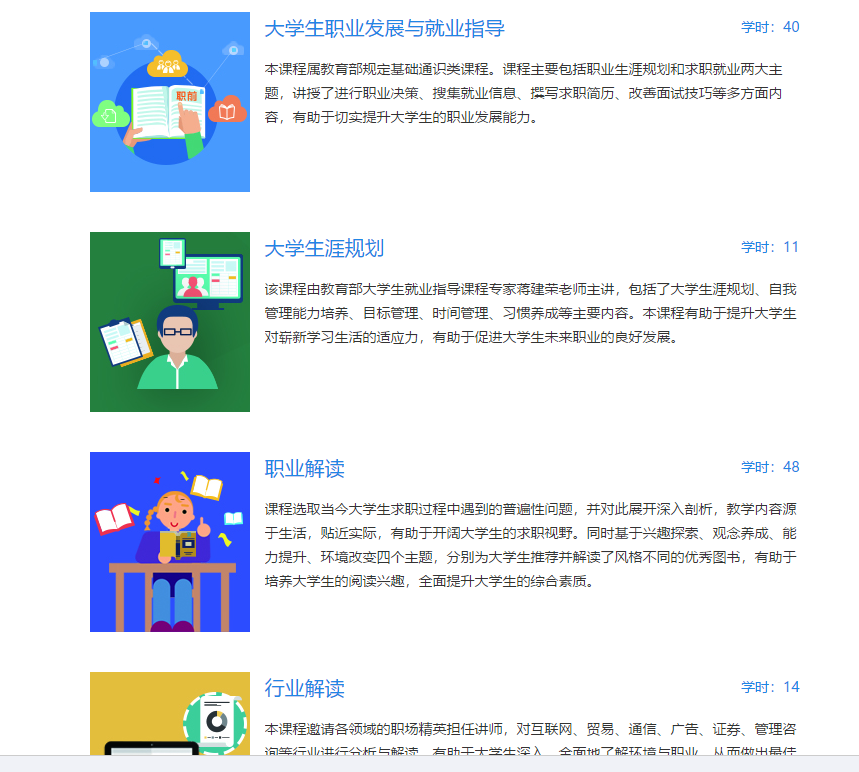 大学生职业发展与就业指导
学时：40
本课程属教育部规定基础通识类课程。课程主要包括职业生涯规划和求职就业两大主
题，讲授了进行职业决策、搜集就业信息、撰写求职简历、改善面试技巧等多方面内
容，有助于切实提升大学生的职业发展能力。
职前
大学生涯规划
学时：11
该课程由教育部大学生就业指导课程专家蒋建荣老师主讲，包括了大学生涯规划、自我
管理能力培养、目标管理、时间管理、习惯养成等主要内容。本课程有助于提升大学生
对崭新学习生活的适应力，有助于促进大学生未来职业的良好发展。
职业解读
学时：48
课程选取当今大学生求职过程中遇到的普遍性问题，并对此展开深入剖析，教学内容源
于生活，贴近实际，有助于开阔大学生的求职视野。同时基于兴趣探索、观念养成、能
力提升、环境改变四个主题，分别为大学生推荐并解读了风格不同的优秀图书，有助于
培养大学生的阅读兴趣，全面提升大学生的综合素质。
行业解读
学时：14
本课程邀请各领域的职场精英担任讲师，对互联网、贸易、通信、广告、证券、管理咨
询等行业进行分析与解读，有助于大学生深入、全面地了解环境与职业，从而做出最佳